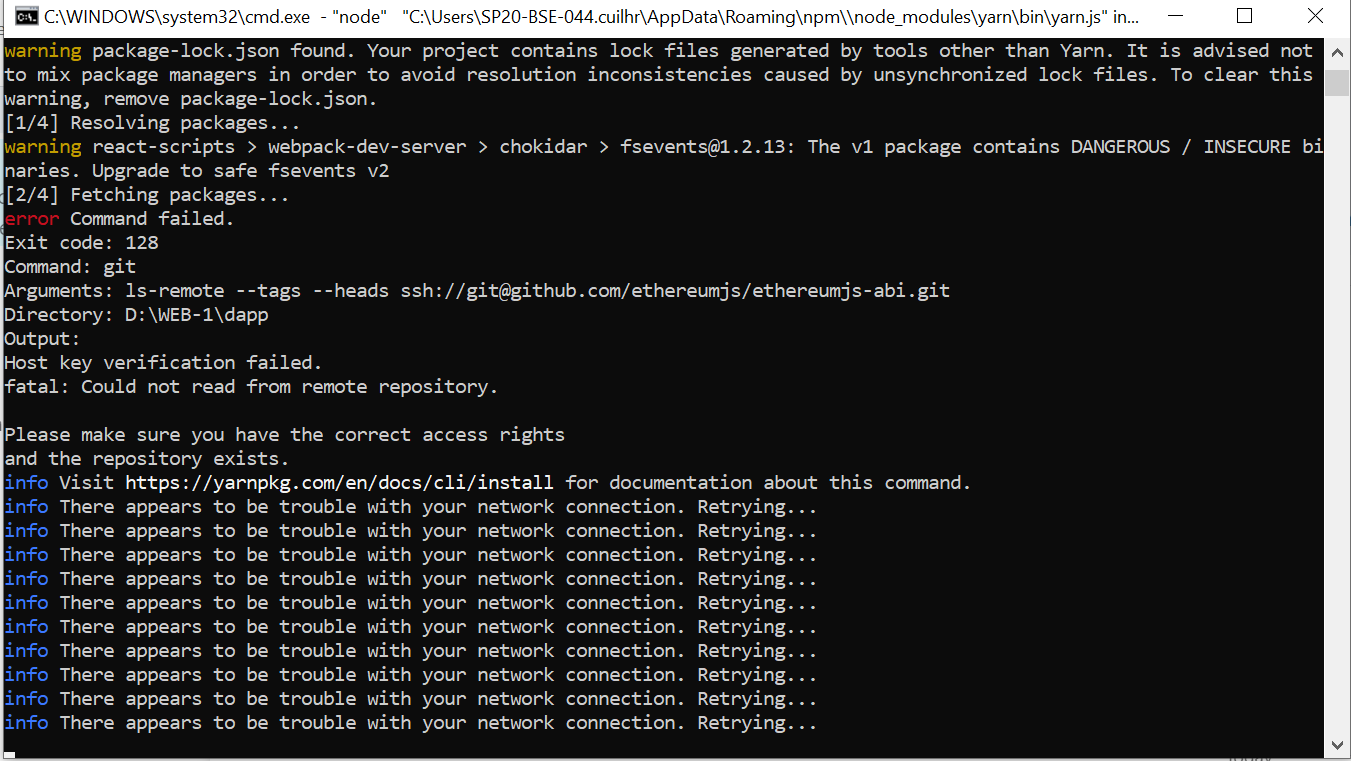 C:\WINDOWS\system32\cmd.exe - "node" "C:\Users\SP20-BSE-044.cuilhr\AppData\Roaming\npm\\node_modules\yarn\bin\yarn.js" in...
warning package-lock.json found. Your project contains lock files generated by tools other than Yarn. It is advised not
to mix package managers in order to avoid resolution inconsistencies caused by unsynchronized lock files. To clear this
warning, remove package-lock.json.
[1/4] Resolving packages...
warning react-scripts > webpack-dev-server > chokidar > fsevents@1.2.13: The v1 package contains DANGEROUS / INSECURE bi
naries. Upgrade to safe fsevents v2
[2/4] Fetching packages...
error Command failed.
Exit code: 128
Command: git
Arguments: ls-remote --tags --heads ssh://git@github.com/ethereumjs/ethereumjs-abi.git
Directory: D:\WEB-1\dapp
Output:
Host key verification failed.
fatal: Could not read from remote repository.
Please make sure you have the correct access rights
and the repository exists.
info Visit https://yarnpkg.com/en/docs/cli/install for documentation about this command.
info There appears to be trouble with your network connection. Retrying...
info There appears to be trouble with your network connection. Retrying...
info There appears to be trouble with your network connection. Retrying...
info There appears to be trouble with your network connection. Retrying...
info There appears to be trouble with your network connection. Retrying...
info There appears to be trouble with your network connection. Retrying...
info There appears to be trouble with your network connection. Retrying...
info There appears to be trouble with your network connection. Retrying...
info There appears to be trouble with your network connection. Retrying...
info There appears to be trouble with your network connection. Retrying...